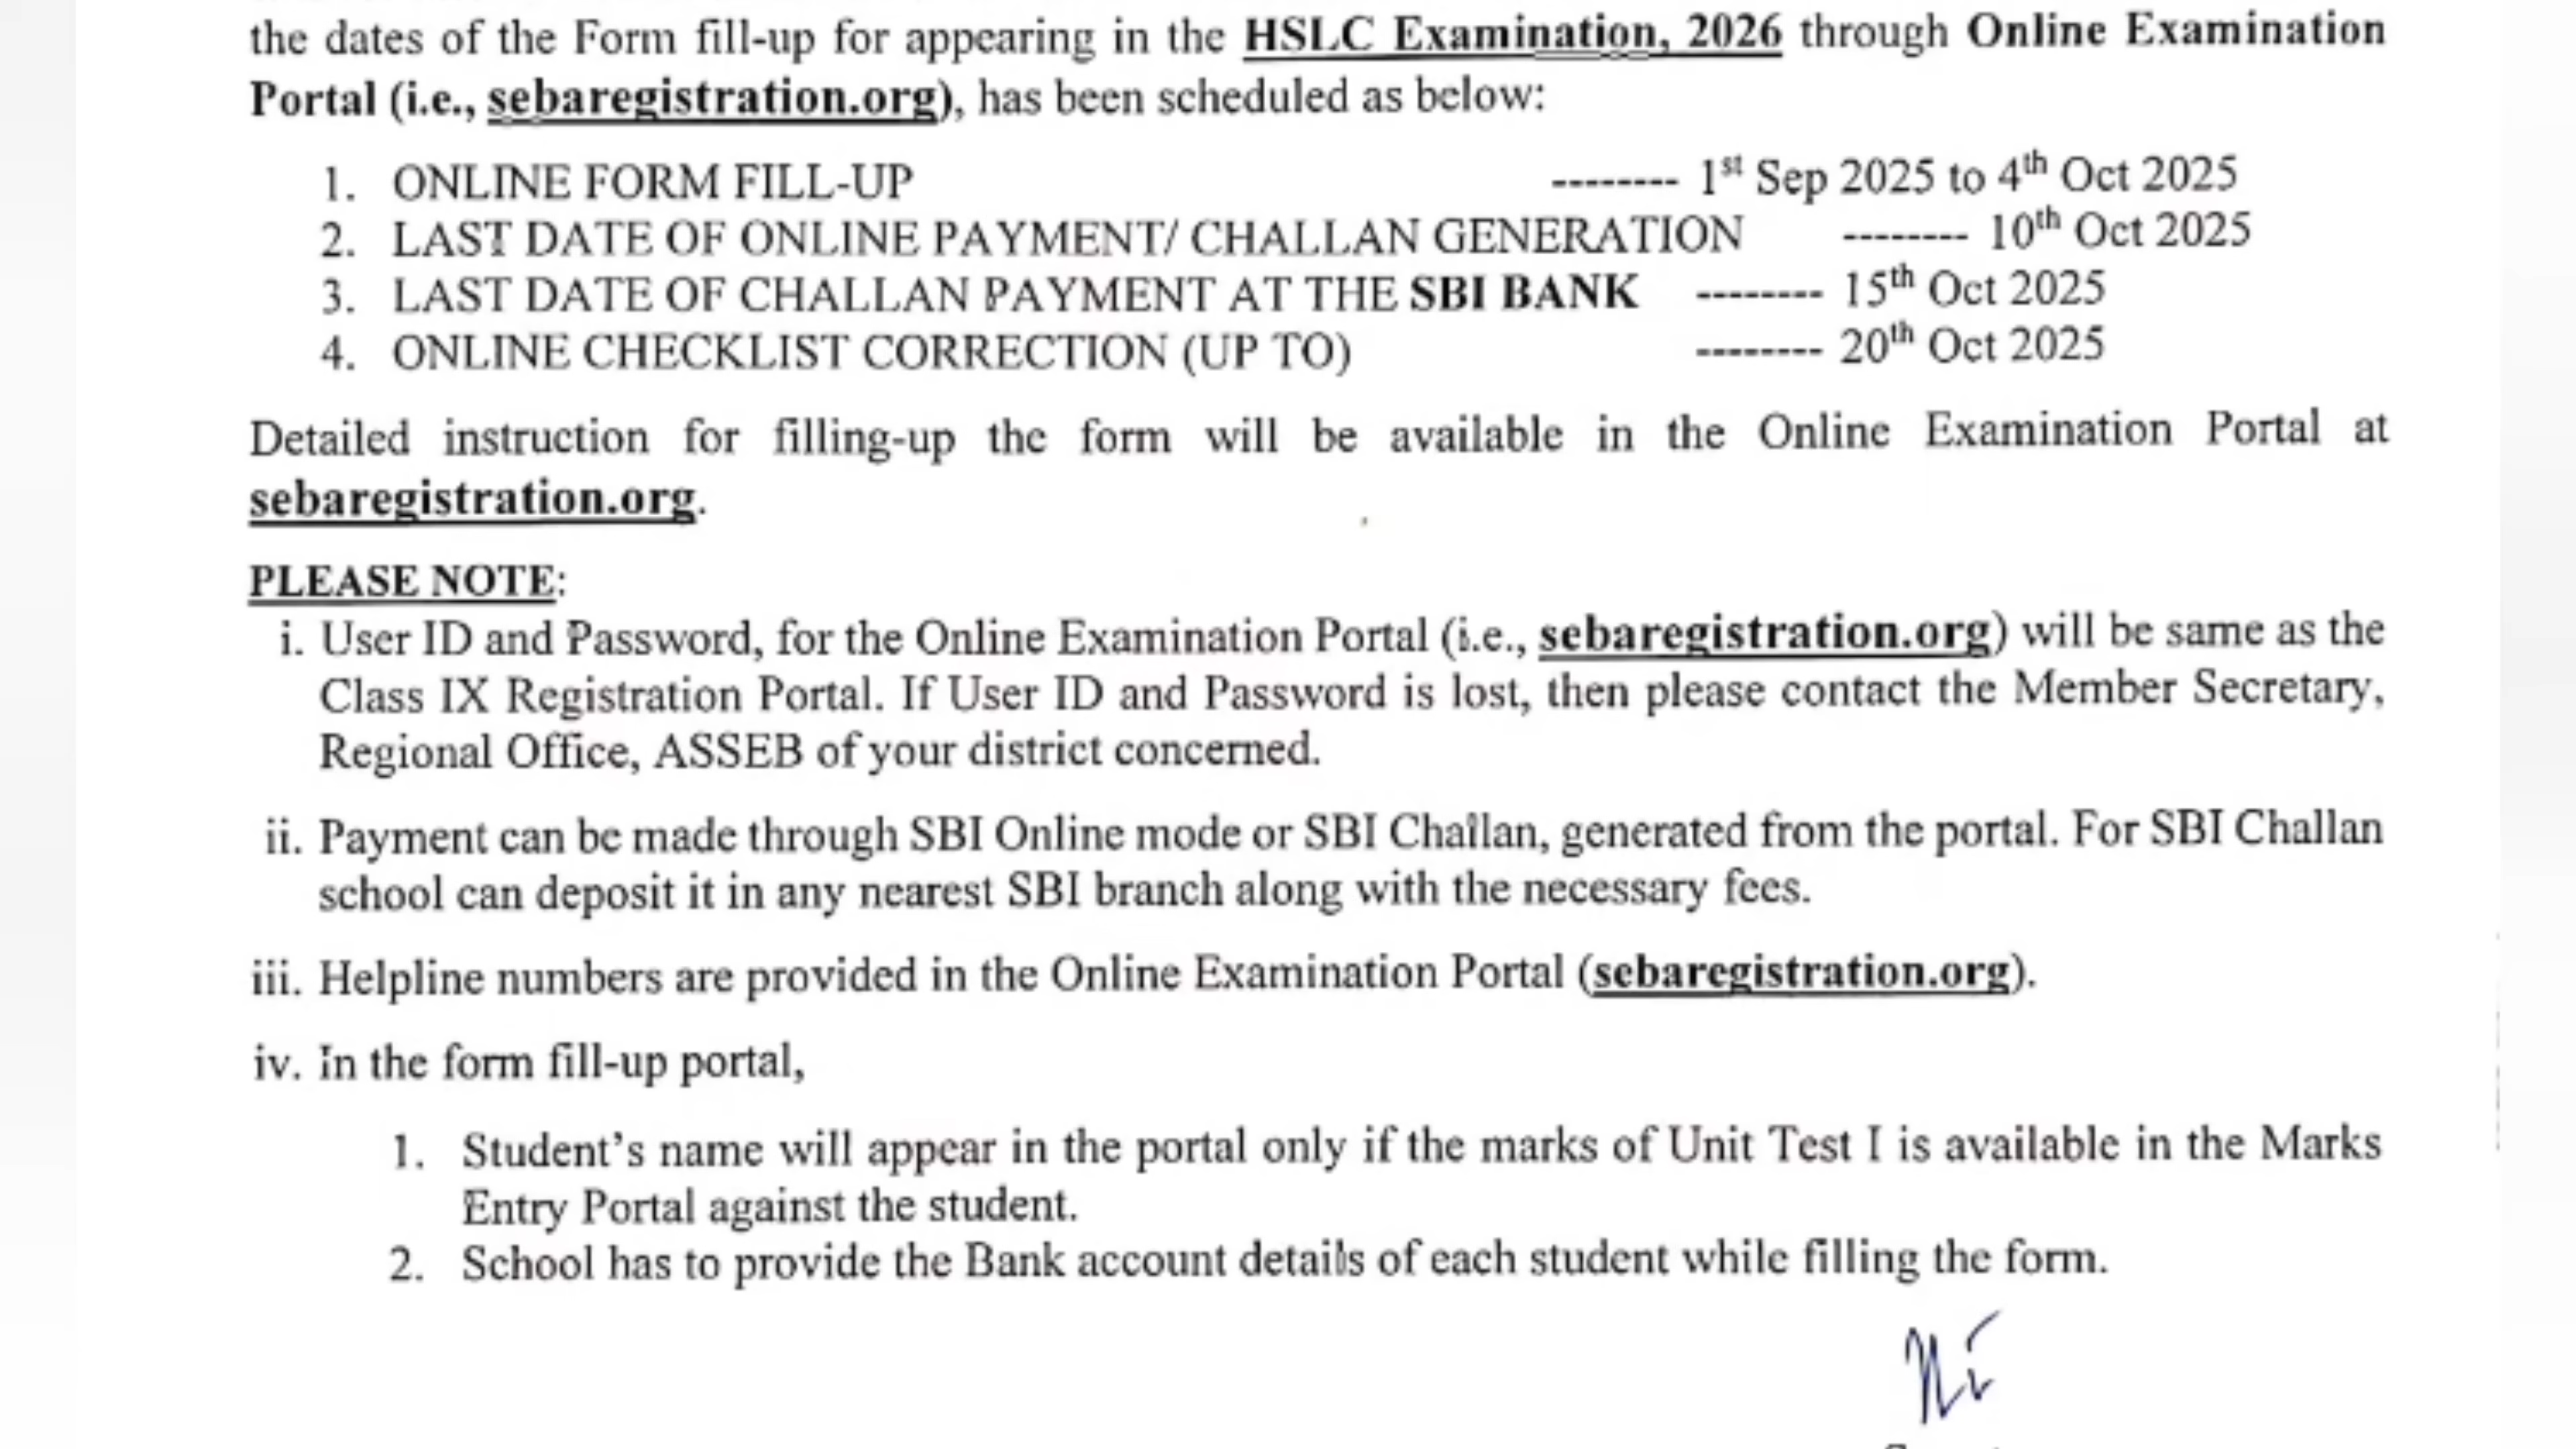 the dates of the Form fill-up for appearing in the HSLC Examination, 2026 through Online Examination
Portal (i.e., sebaregistration.org), has been scheduled as below:
1. ONLINE FORM FILL-UP -------- 1st Sep 2025 to 4th Oct 2025
2. LAST DATE OF ONLINE PAYMENT/ CHALLAN GENERATION -------- 10th Oct 2025
3. LAST DATE OF CHALLAN PAYMENT AT THE SBI BANK -------- 15th Oct 2025
4. ONLINE CHECKLIST CORRECTION (UP TO) -------- 20th Oct 2025
Detailed instruction for filling-up the form will be available in the Online Examination Portal at
sebaregistration.org.
PLEASE NOTE:
i. User ID and Password, for the Online Examination Portal (i.e., sebaregistration.org) will be same as the
Class IX Registration Portal. If User ID and Password is lost, then please contact the Member Secretary,
Regional Office, ASSEB of your district concerned.
ii. Payment can be made through SBI Online mode or SBI Challan, generated from the portal. For SBI Challan
school can deposit it in any nearest SBI branch along with the necessary fees.
iii. Helpline numbers are provided in the Online Examination Portal (sebaregistration.org).
iv. In the form fill-up portal,
1. Student's name will appear in the portal only if the marks of Unit Test I is available in the Marks
Entry Portal against the student.
2. School has to provide the Bank account details of each student while filling the form.